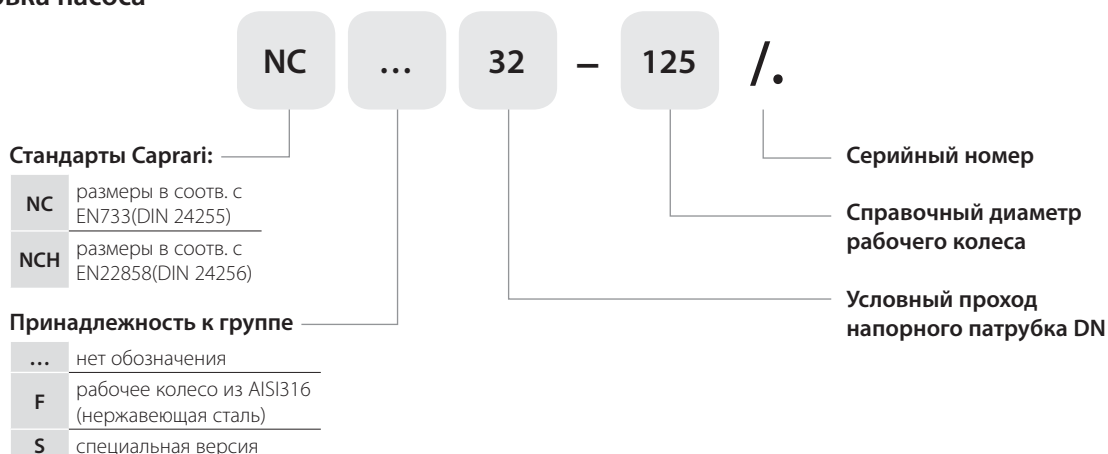 насоса
NC ... 32 – 125 /.
Стандарты Caprari:
NC размеры в соотв. с
EN733(DIN 24255)
NCH размеры в соотв. с
EN22858(DIN 24256)
Принадлежность к группе
... нет обозначения
F рабочее колесо из AISI316
(нержавеющая сталь)
S специальная версия
Серийный номер
Справочный диаметр
рабочего колеса
Условный проход
напорного патрубка DN